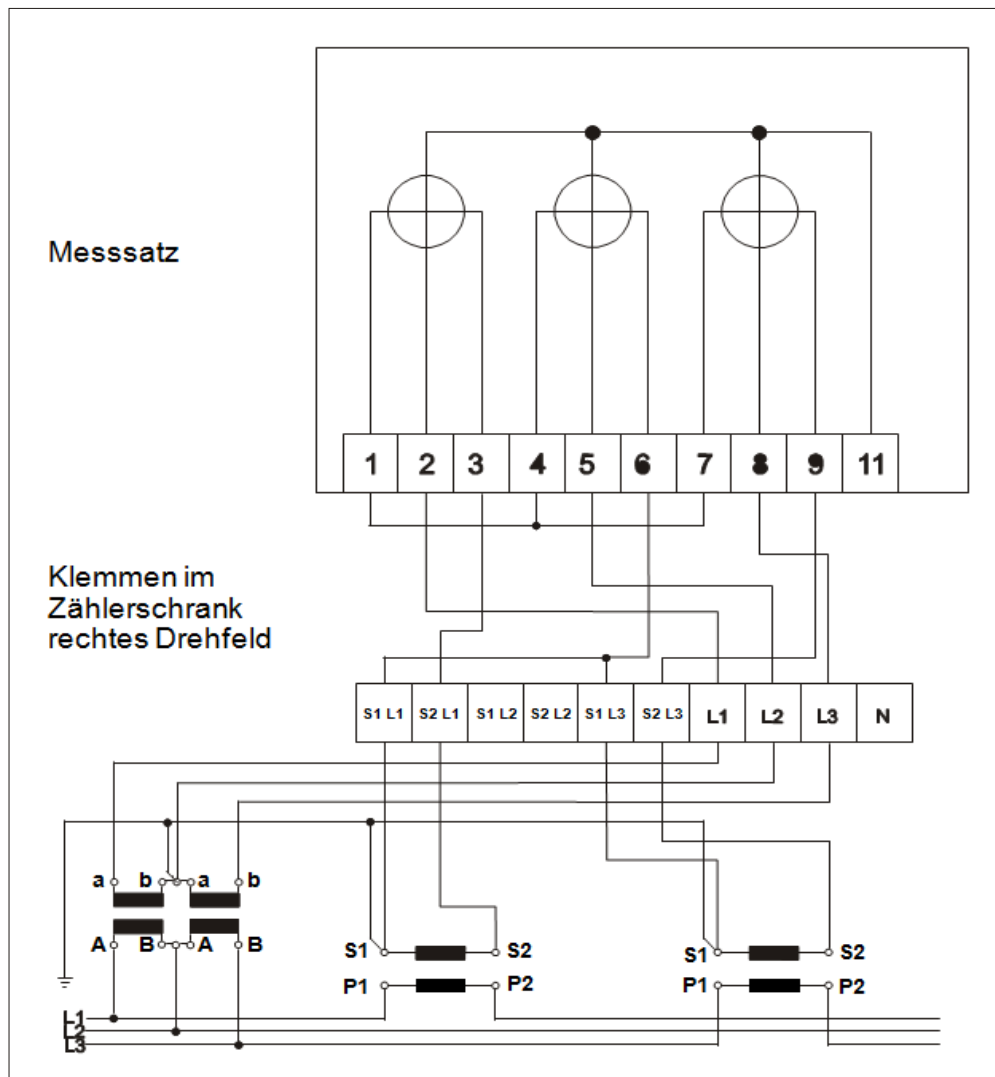 Messsatz
1 2 3 4 5 6 7 8 9 11
Klemmen im
Zählerschrank
rechtes Drehfeld
S1 L1 S2 L1 S1 L2 S2 L2 S1 L3 S2 L3 L1 L2 L3 N
a b a b
A B A B
S1 S2 S1 S2
P1 P2 P1 P2
L1
L2
L3